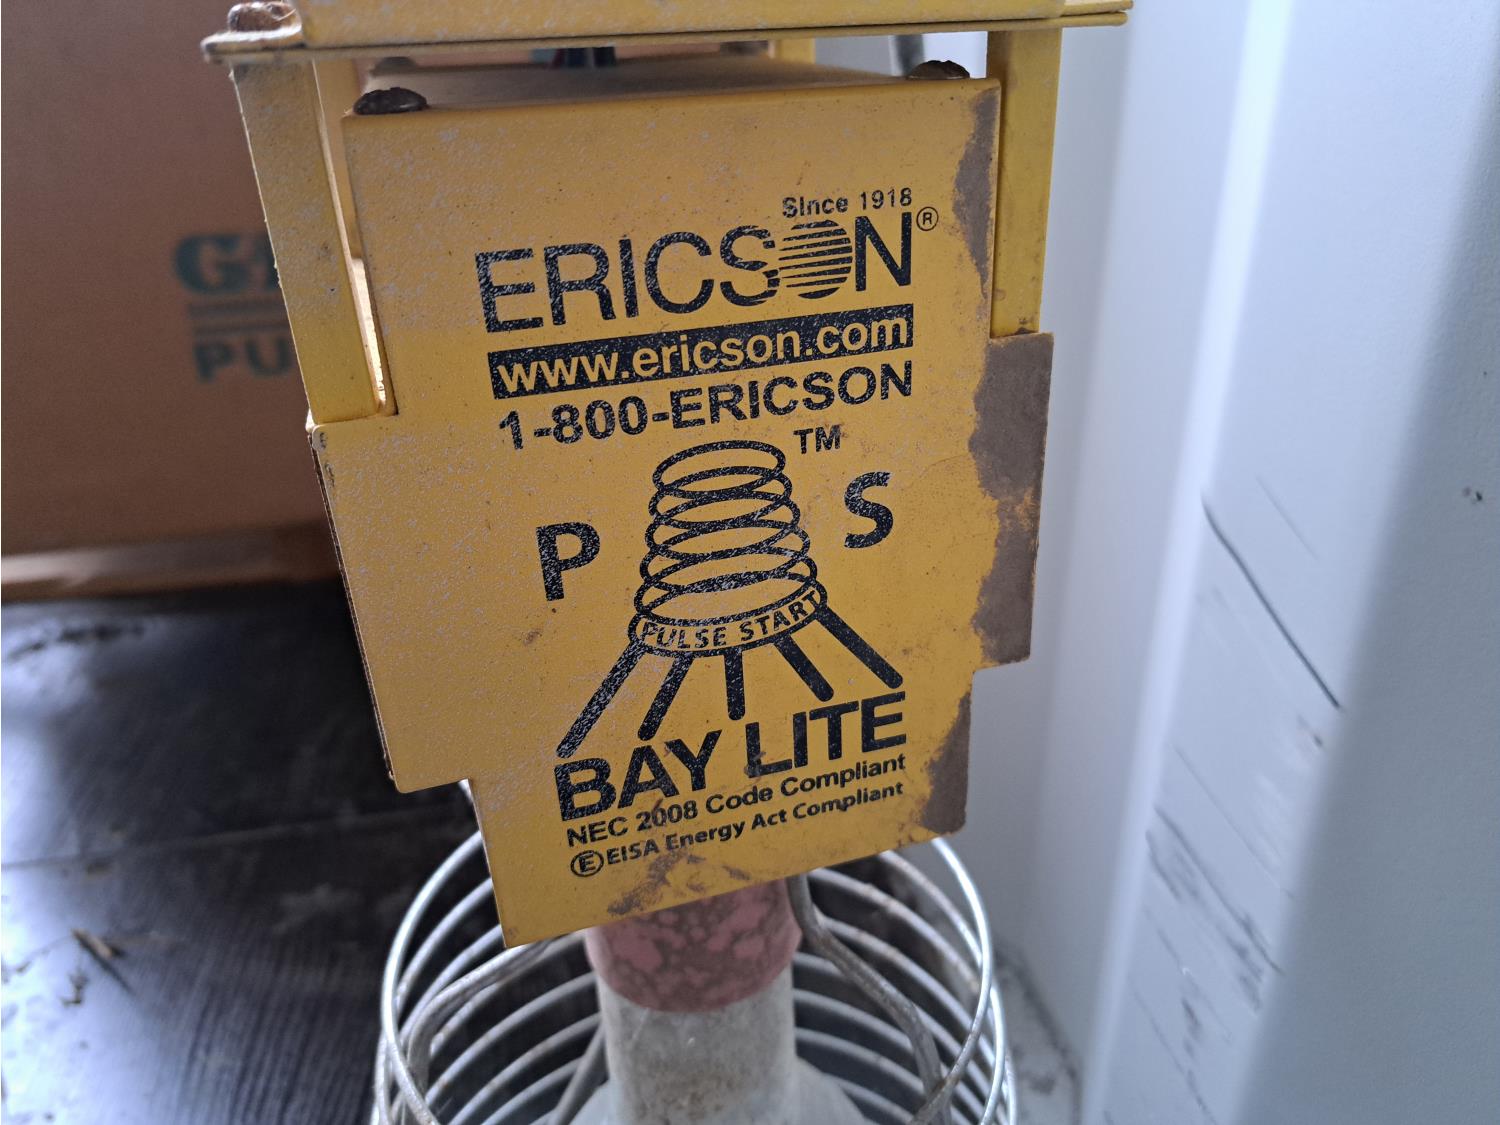 Since 1918
ERICSON®
www.ericson.com
1-800-ERICSON
TM
P S
PULSE START
BAY LITE
NEC 2008 Code Compliant
Ⓔ EISA Energy Act Compliant